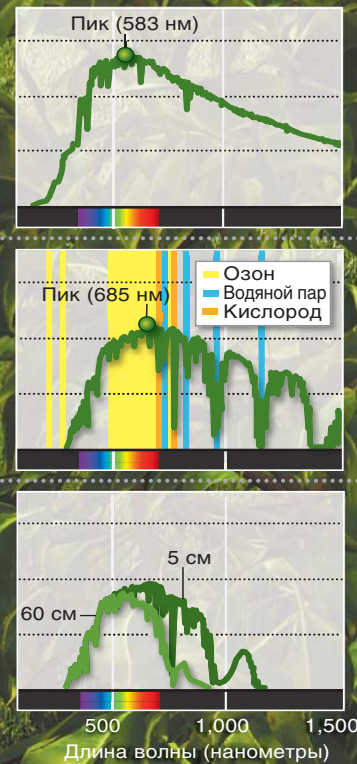 Пик (583 нм)
Озон
Водяной пар
Кислород
Пик (685 нм)
5 см
60 см
500 1,000 1,500
Длина волны (нанометры)